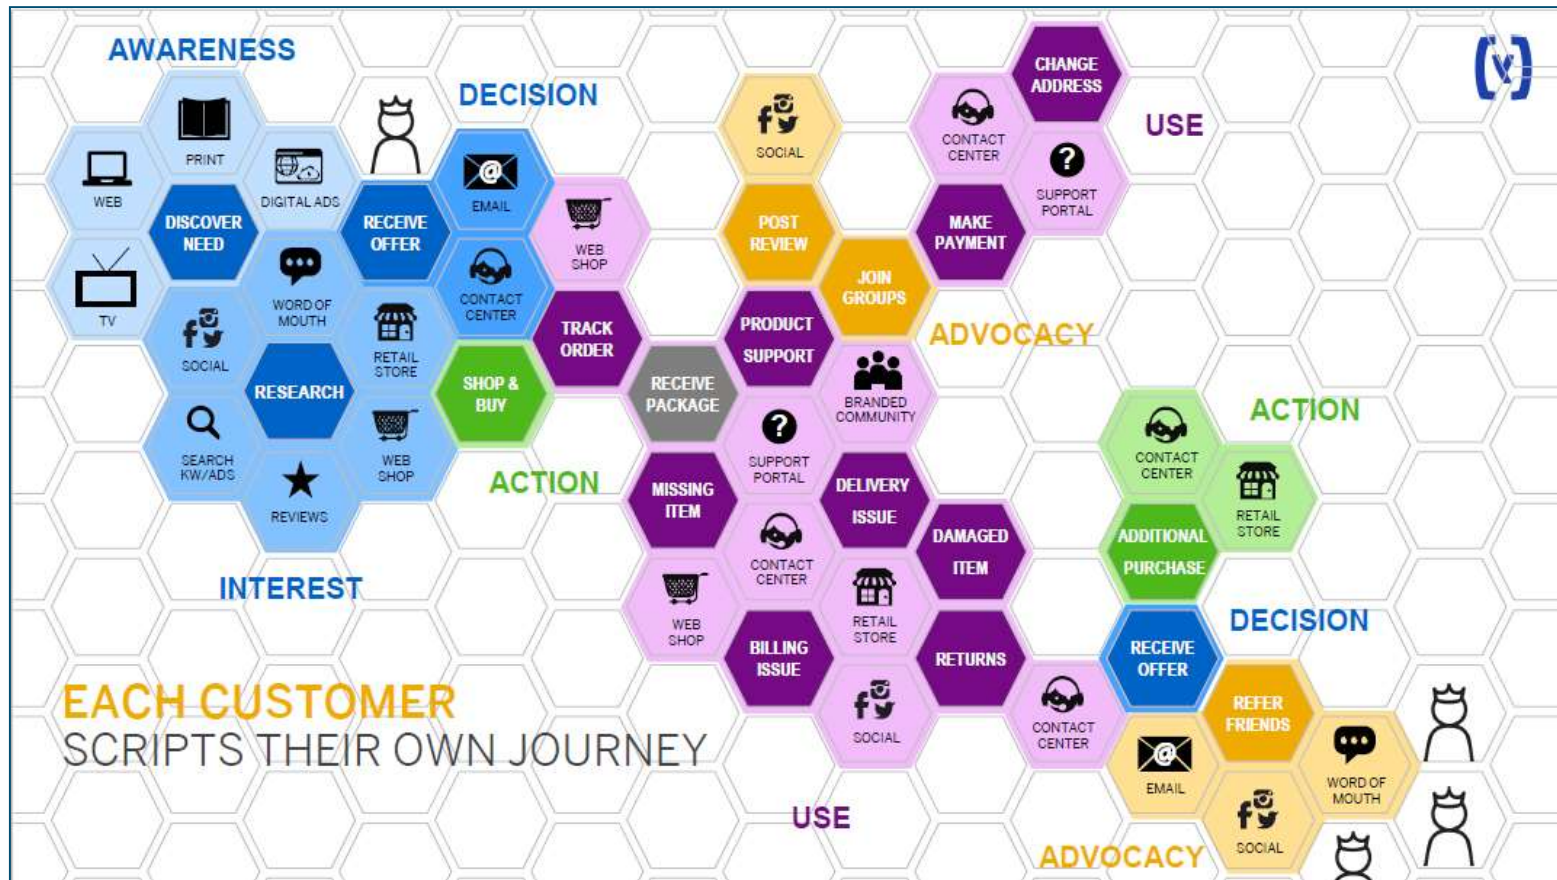 AWARENESS
PRINT
WEB
DIGITAL ADS
DISCOVER
NEED
TV
WORD OF
MOUTH
SOCIAL
RESEARCH
RETAIL
STORE
SEARCH
KW/ADS
WEB
SHOP
REVIEWS
INTEREST
DECISION
RECEIVE
OFFER
@
EMAIL
CONTACT
CENTER
SHOP &
BUY
ACTION
WEB
SHOP
TRACK
ORDER
RECEIVE
PACKAGE
SOCIAL
POST
REVIEW
JOIN
GROUPS
ADVOCACY
PRODUCT
SUPPORT
BRANDED
COMMUNITY
?
SUPPORT
PORTAL
MISSING
ITEM
DELIVERY
ISSUE
CONTACT
CENTER
DAMAGED
ITEM
WEB
SHOP
RETAIL
STORE
BILLING
ISSUE
RETURNS
SOCIAL
CONTACT
CENTER
USE
CHANGE
ADDRESS
CONTACT
CENTER
?
SUPPORT
PORTAL
MAKE
PAYMENT
USE
{v}
ACTION
CONTACT
CENTER
RETAIL
STORE
ADDITIONAL
PURCHASE
DECISION
RECEIVE
OFFER
REFER
FRIENDS
@
EMAIL
WORD OF
MOUTH
SOCIAL
ADVOCACY
EACH CUSTOMER
SCRIPTS THEIR OWN JOURNEY